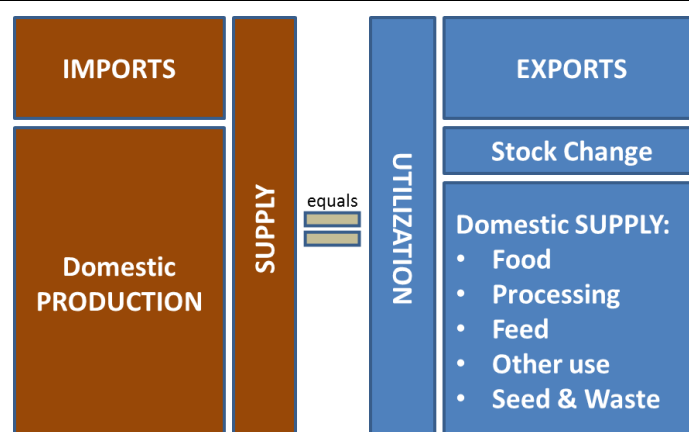 IMPORTS
Domestic
PRODUCTION
SUPPLY
equals
UTILIZATION
EXPORTS
Stock Change
Domestic SUPPLY:
• Food
• Processing
• Feed
• Other use
• Seed & Waste